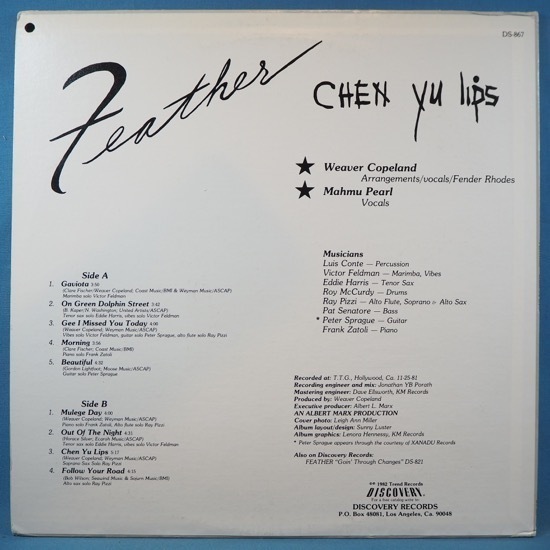 DS-867
Feather
CHEN YU lips
★ Weaver Copeland
Arrangements/vocals/Fender Rhodes
★ Mahmu Pearl
Vocals
Side A
1. Gaviota 3:50
(Clare Fischer/Weaver Copeland, Coast Music/BMI & Weyman Music/ASCAP)
Marimba solo Victor Feldman
2. On Green Dolphin Street 3:42
(B. Kaper/N. Washington, United Artists/ASCAP)
Tenor sax solo Eddie Harris, vibes solo Victor Feldman
3. Gee I Missed You Today 4:00
(Weaver Copeland, Weyman Music/ASCAP)
Vibes solo Victor Feldman, guitar solo Peter Sprague, alto flute solo Ray Pizzi
4. Morning 3:56
(Clare Fischer, Coast Music/BMI)
Piano solo Frank Zatoli
5. Beautiful 4:32
(Gordon Lightfoot, Moose Music/ASCAP)
Guitar solo Peter Sprague
Side B
1. Mulege Day 4:00
(Weaver Copeland, Weyman Music/ASCAP)
Piano solo Frank Zatoli, Alto & flute solo Ray Pizzi
2. Out Of The Night 4:31
(Horace Silver, Ecaroh Music/ASCAP)
Tenor sax solo Eddie Harris, vibes solo Victor Feldman
3. Chen Yu Lips 5:17
(Weaver Copeland, Weyman Music/ASCAP)
Soprano Sax Solo Ray Pizzi
4. Follow Your Road 4:15
(Bob Wilson, Seawind Music & Sojuro Music/BMI)
Alto sax solo Ray Pizzi
Musicians
Luis Conte — Percussion
Victor Feldman — Marimba, Vibes
Eddie Harris — Tenor Sax
Roy McCurdy — Drums
Ray Pizzi — Alto Flute, Soprano & Alto Sax
Pat Senatore — Bass
* Peter Sprague — Guitar
Frank Zatoli — Piano
Recorded at: T.T.G., Hollywood, Ca. 11-25-81
Recording engineer and mix: Jonathan YB Porath
Mastering engineer: Dave Ellsworth, KM Records
Produced by: Weaver Copeland
Executive producer: Albert L. Marx
AN ALBERT MARX PRODUCTION
Cover photo: Leigh Ann Miller
Album layout/design: Sunny Luster
Album graphics: Lenora Hennessy, KM Records
* Peter Sprague appears through the courtesy of XANADU Records
Also on Discovery Records:
FEATHER "Goin' Through Changes" DS-821
℗ 1982 Trend Records
DISCOVERY
For a free catalog write to:
DISCOVERY RECORDS
P.O. Box 48081, Los Angeles, Ca. 90048